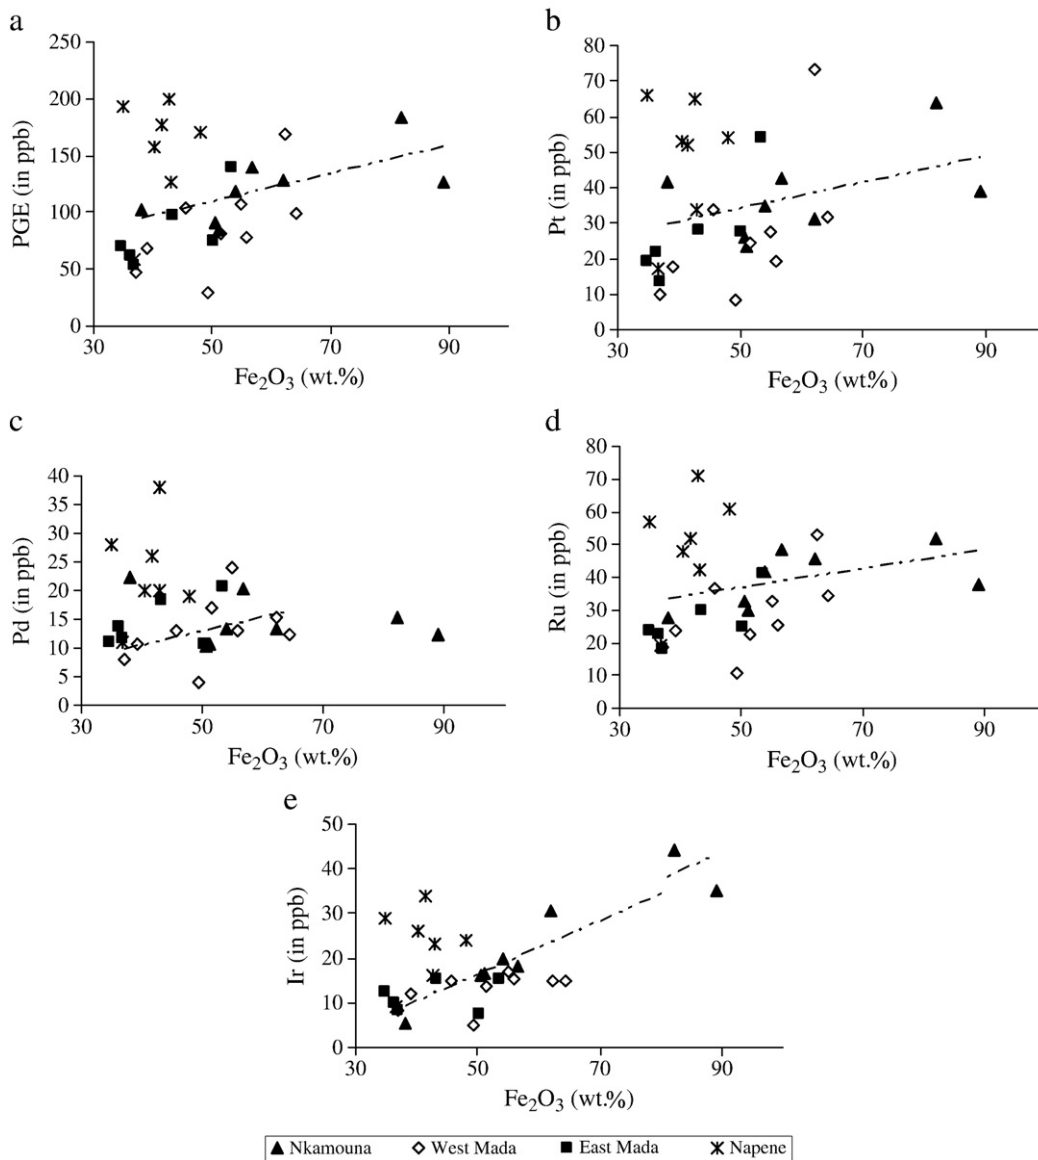 a
250
200
150
100
50
0
PGE (in ppb)
30 50 70 90
Fe₂O₃ (wt.%)
b
80
70
60
50
40
30
20
10
0
Pt (in ppb)
30 50 70 90
Fe₂O₃ (wt.%)
c
40
35
30
25
20
15
10
5
0
Pd (in ppb)
30 50 70 90
Fe₂O₃ (wt.%)
d
80
70
60
50
40
30
20
10
0
Ru (in ppb)
30 50 70 90
Fe₂O₃ (wt.%)
e
50
40
30
20
10
0
Ir (in ppb)
30 50 70 90
Fe₂O₃ (wt.%)
Nkamouna West Mada East Mada Napene